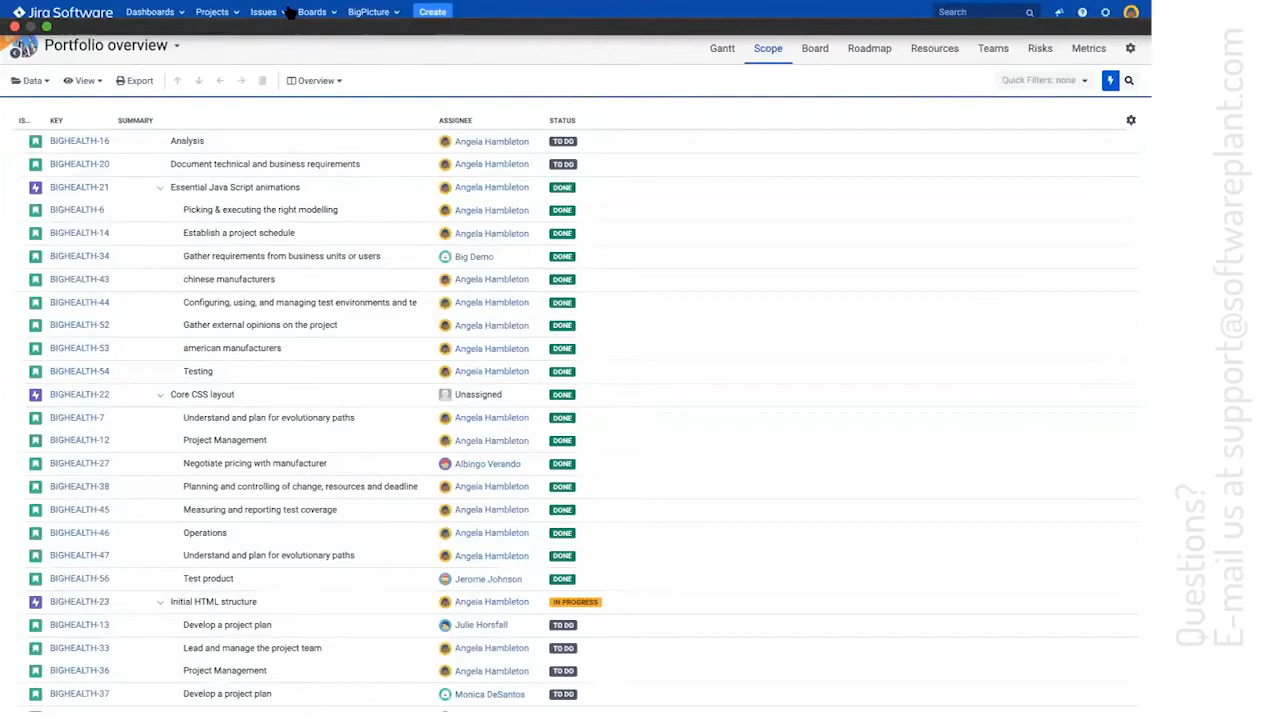 Jira Software Dashboards Projects Issues Boards BigPicture Create Search
Portfolio overview Gantt Scope Board Roadmap Resources Teams Risks Metrics
Data View Export Overview Quick Filters: none
IS... KEY SUMMARY ASSIGNEE STATUS
BIGHEALTH-16 Analysis Angela Hambleton TO DO
BIGHEALTH-20 Document technical and business requirements Angela Hambleton TO DO
BIGHEALTH-21 Essential Java Script animations Angela Hambleton DONE
BIGHEALTH-6 Picking & executing the right modelling Angela Hambleton DONE
BIGHEALTH-14 Establish a project schedule Angela Hambleton DONE
BIGHEALTH-34 Gather requirements from business units or users Big Demo DONE
BIGHEALTH-43 chinese manufacturers Angela Hambleton DONE
BIGHEALTH-44 Configuring, using, and managing test environments and te Angela Hambleton DONE
BIGHEALTH-52 Gather external opinions on the project Angela Hambleton DONE
BIGHEALTH-53 american manufacturers Angela Hambleton DONE
BIGHEALTH-54 Testing Angela Hambleton DONE
BIGHEALTH-22 Core CSS layout Unassigned DONE
BIGHEALTH-7 Understand and plan for evolutionary paths Angela Hambleton DONE
BIGHEALTH-12 Project Management Angela Hambleton DONE
BIGHEALTH-27 Negotiate pricing with manufacturer Albingo Verando DONE
BIGHEALTH-38 Planning and controlling of change, resources and deadline Angela Hambleton DONE
BIGHEALTH-45 Measuring and reporting test coverage Angela Hambleton DONE
BIGHEALTH-46 Operations Angela Hambleton DONE
BIGHEALTH-47 Understand and plan for evolutionary paths Angela Hambleton DONE
BIGHEALTH-56 Test product Jerome Johnson DONE
BIGHEALTH-23 Initial HTML structure Angela Hambleton IN PROGRESS
BIGHEALTH-13 Develop a project plan Julie Horsfall TO DO
BIGHEALTH-33 Lead and manage the project team Angela Hambleton TO DO
BIGHEALTH-36 Project Management Angela Hambleton TO DO
BIGHEALTH-37 Develop a project plan Monica DeSantos TO DO
Questions?
E-mail us at support@softwareplant.com